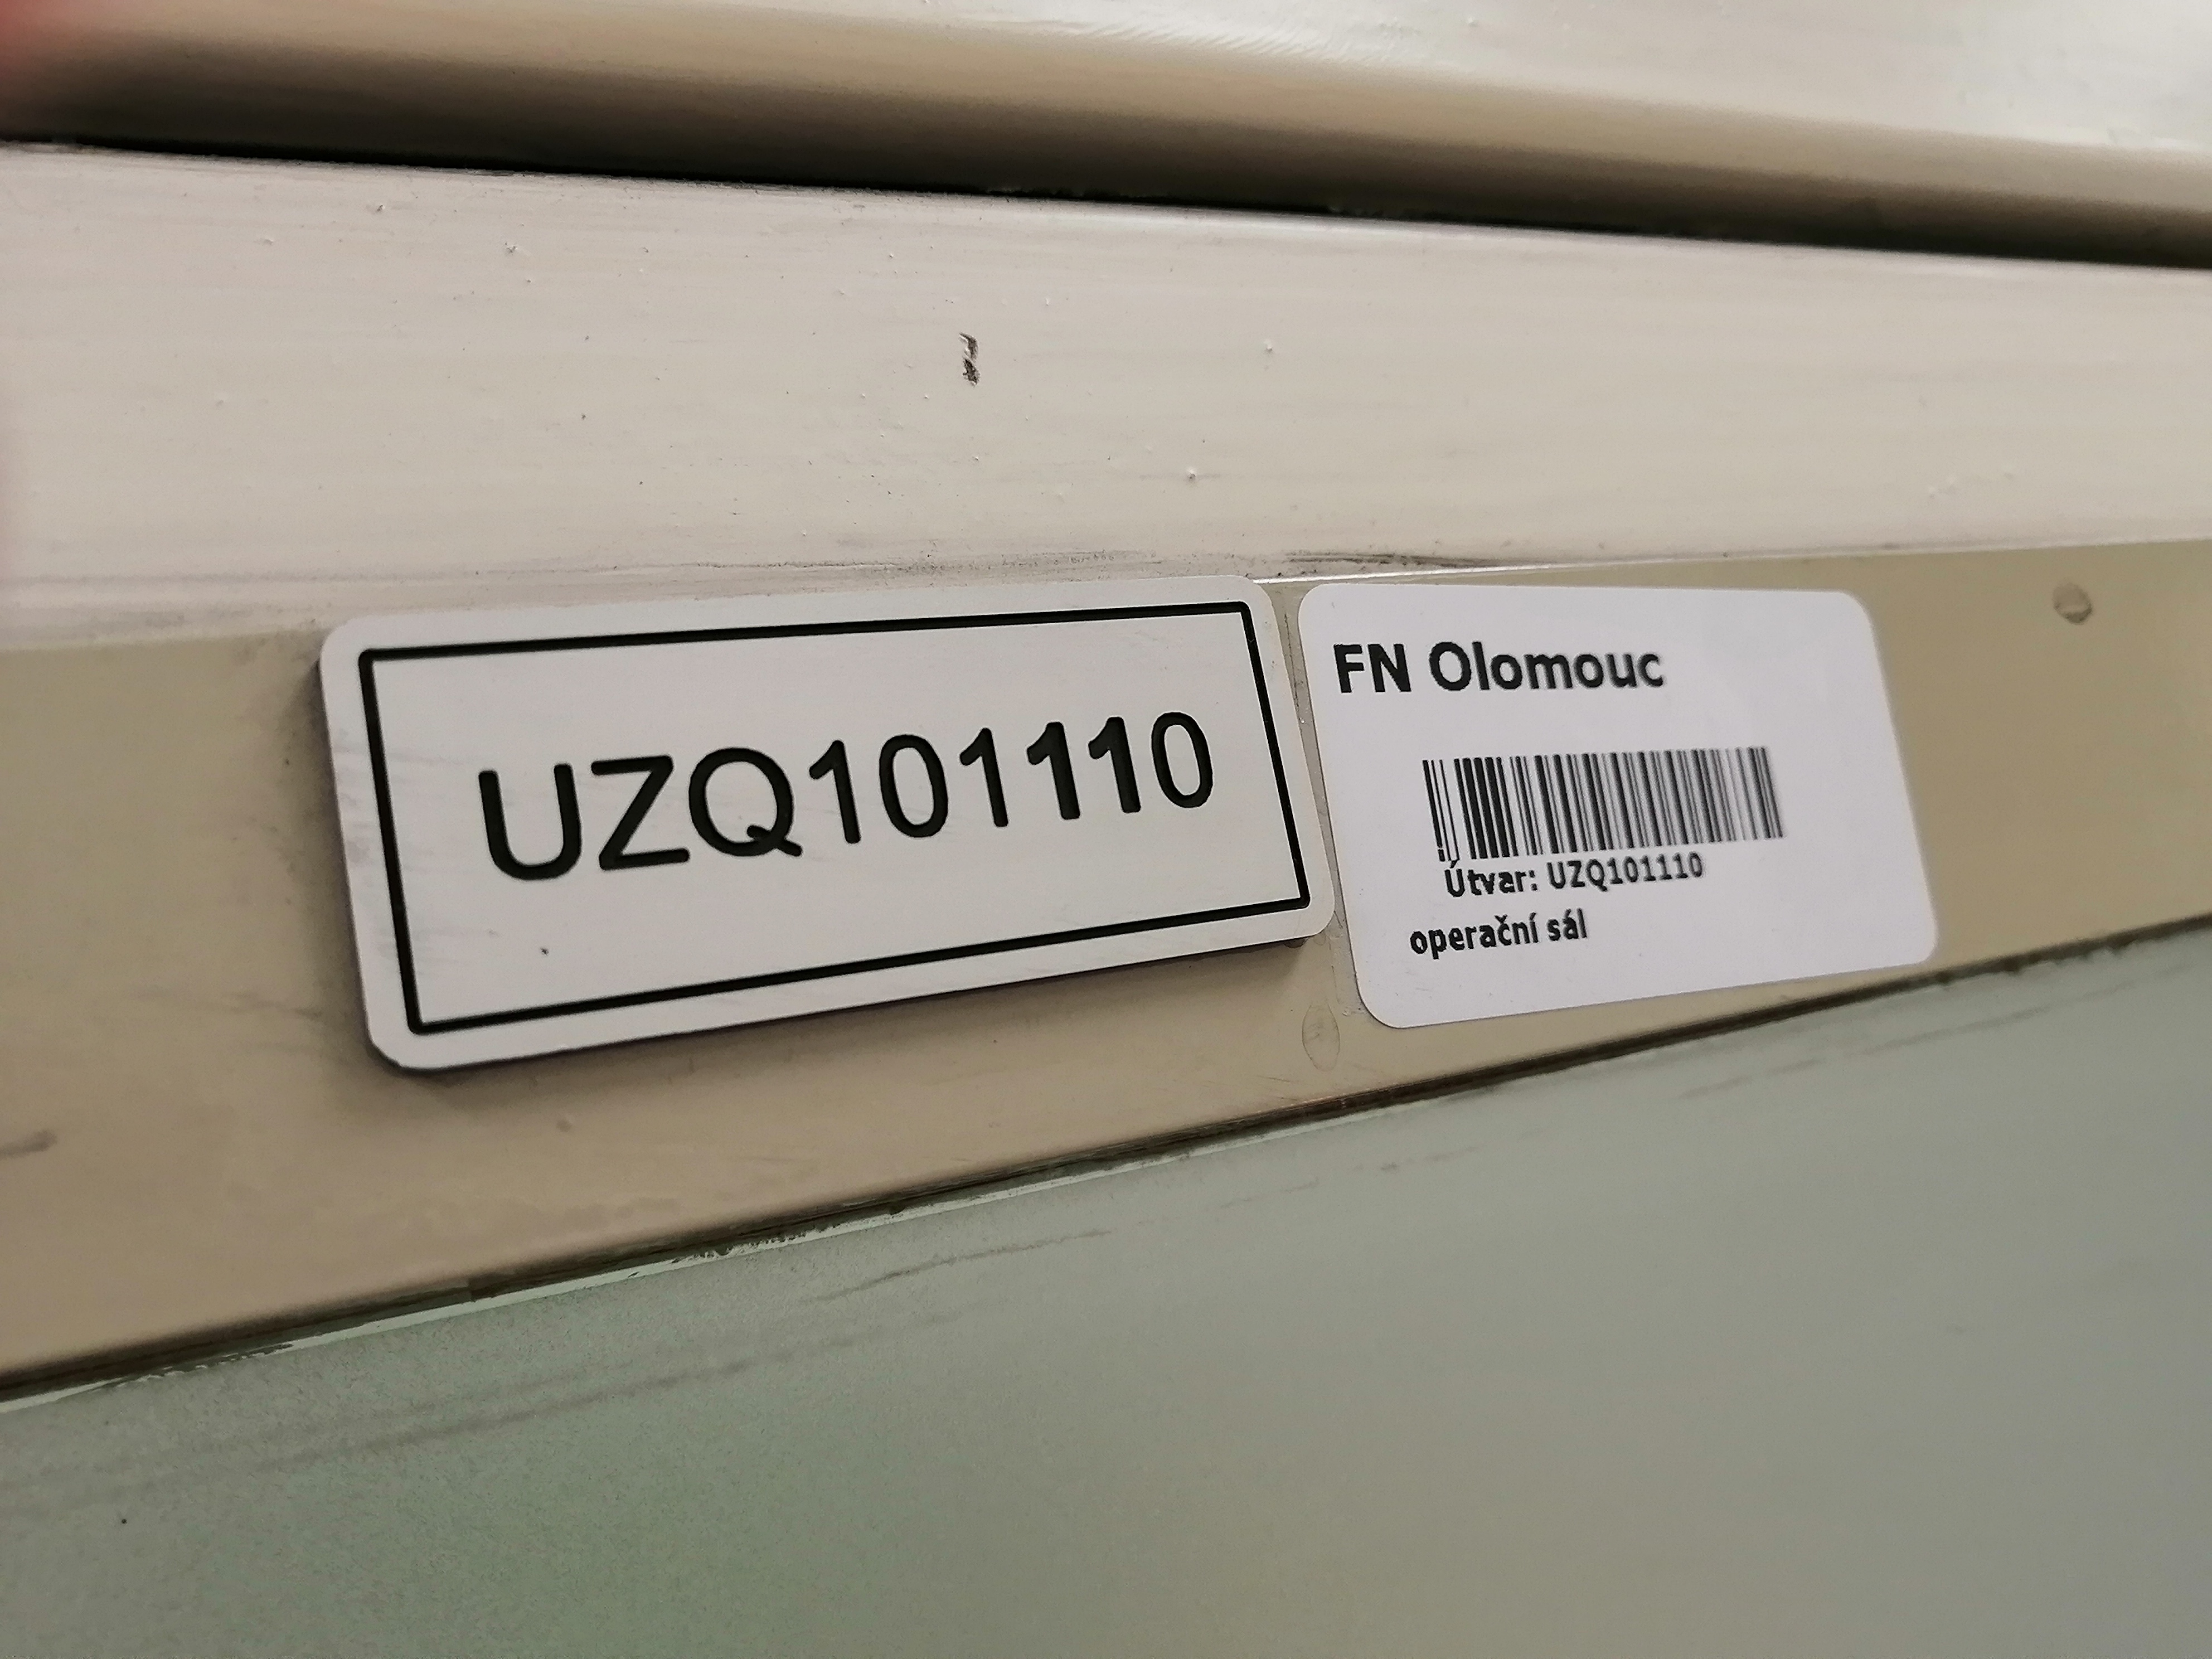 UZQ101110
FN Olomouc
Útvar: UZQ101110
operační sál